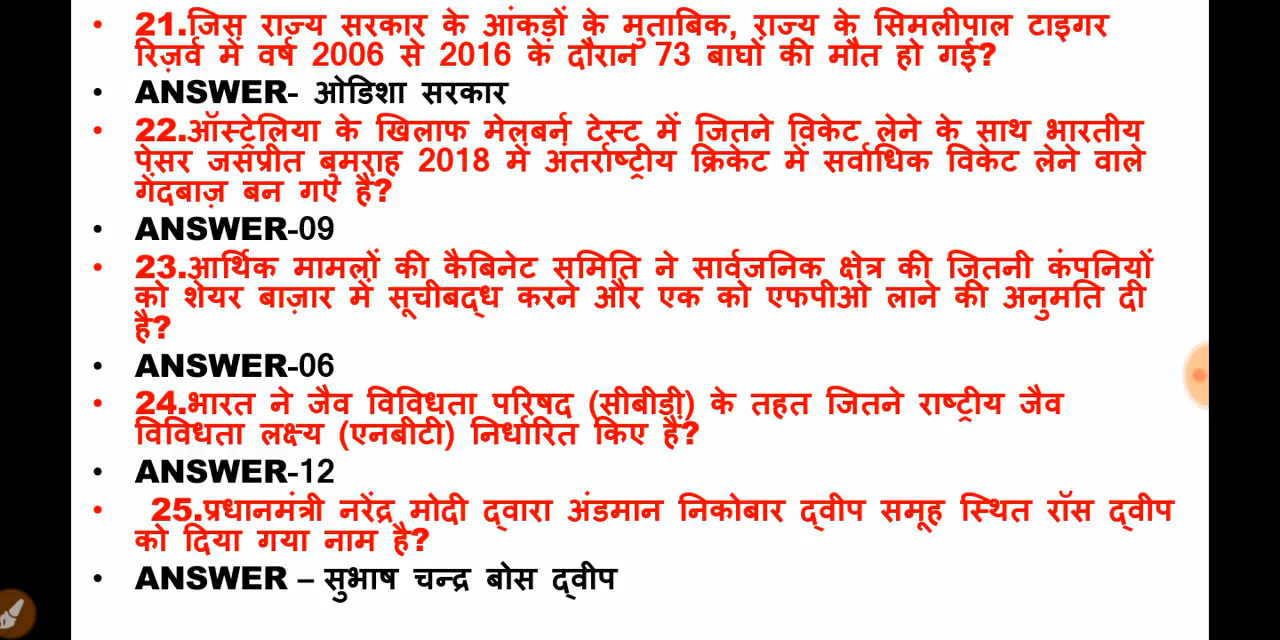 • 21.जिस राज्य सरकार के आंकड़ों के मुताबिक, राज्य के सिमलीपाल टाइगर
रिज़र्व में वर्ष 2006 से 2016 के दौरान 73 बाघों की मौत हो गई?
• ANSWER- ओडिशा सरकार
• 22.ऑस्ट्रेलिया के खिलाफ मेलबर्न टेस्ट में जितने विकेट लेने के साथ भारतीय
पेसर जसप्रीत बुमराह 2018 में अंतर्राष्ट्रीय क्रिकेट में सर्वाधिक विकेट लेने वाले
गेंदबाज़ बन गए हैं?
• ANSWER-09
• 23.आर्थिक मामलों की कैबिनेट समिति ने सार्वजनिक क्षेत्र की जितनी कंपनियों
को शेयर बाज़ार में सूचीबद्ध करने और एक को एफपीओ लाने की अनुमति दी
है?
• ANSWER-06
• 24.भारत ने जैव विविधता परिषद (सीबीडी) के तहत जितने राष्ट्रीय जैव
विविधता लक्ष्य (एनबीटी) निर्धारित किए हैं?
• ANSWER-12
• 25.प्रधानमंत्री नरेंद्र मोदी द्वारा अंडमान निकोबार द्वीप समूह स्थित रॉस द्वीप
को दिया गया नाम है?
• ANSWER – सुभाष चन्द्र बोस द्वीप